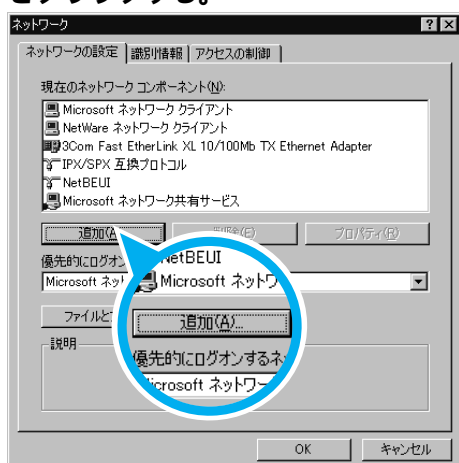 ネットワーク
ネットワークの設定 識別情報 アクセスの制御
現在のネットワーク コンポーネント(N):
Microsoft ネットワーク クライアント
NetWare ネットワーク クライアント
3Com Fast EtherLink XL 10/100Mb TX Ethernet Adapter
IPX/SPX 互換プロトコル
NetBEUI
Microsoft ネットワーク共有サービス
追加(A) (E) プロパティ(R)
優先的にログオン
Microsoft ネッ
ファイルと
説明
NetBEUI
Microsoft ネットワ
追加(A)...
優先的にログオンするネ
icrosoft ネットワー
OK キャンセル